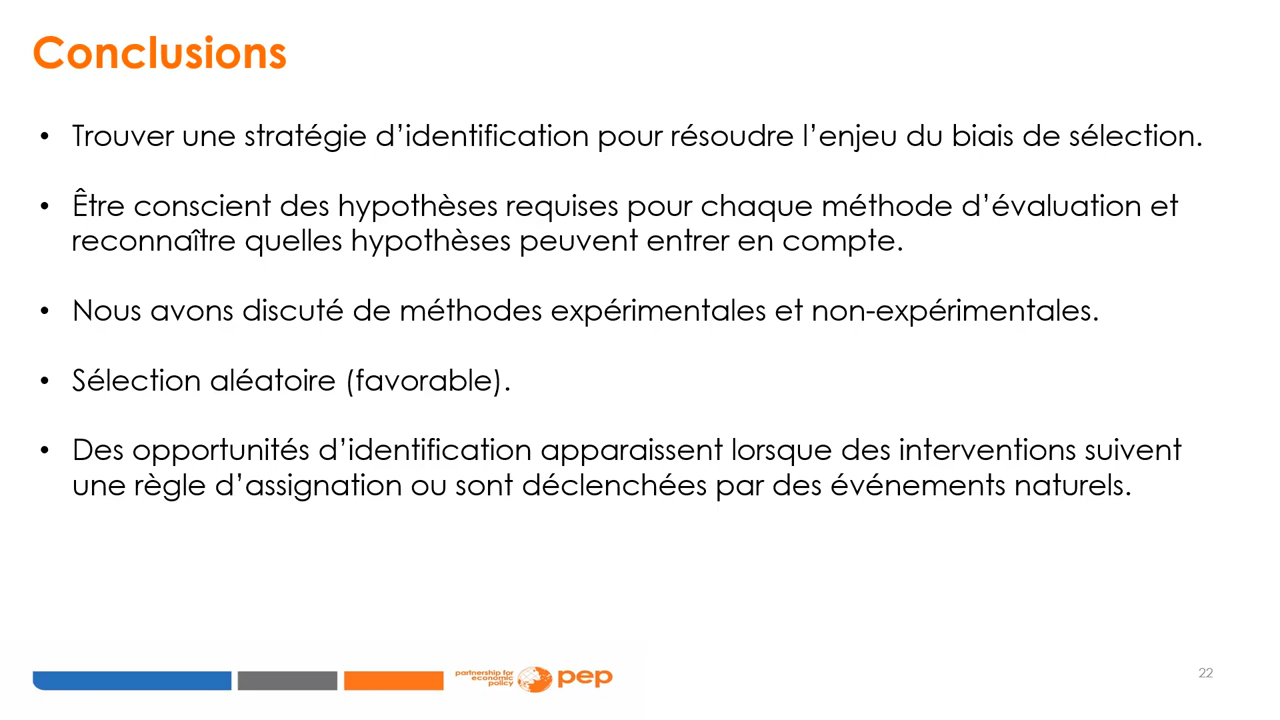 Conclusions
• Trouver une stratégie d’identification pour résoudre l’enjeu du biais de sélection.
• Être conscient des hypothèses requises pour chaque méthode d’évaluation et
reconnaître quelles hypothèses peuvent entrer en compte.
• Nous avons discuté de méthodes expérimentales et non-expérimentales.
• Sélection aléatoire (favorable).
• Des opportunités d’identification apparaissent lorsque des interventions suivent
une règle d’assignation ou sont déclenchées par des événements naturels.
partnership for
economic
policy
pep
22